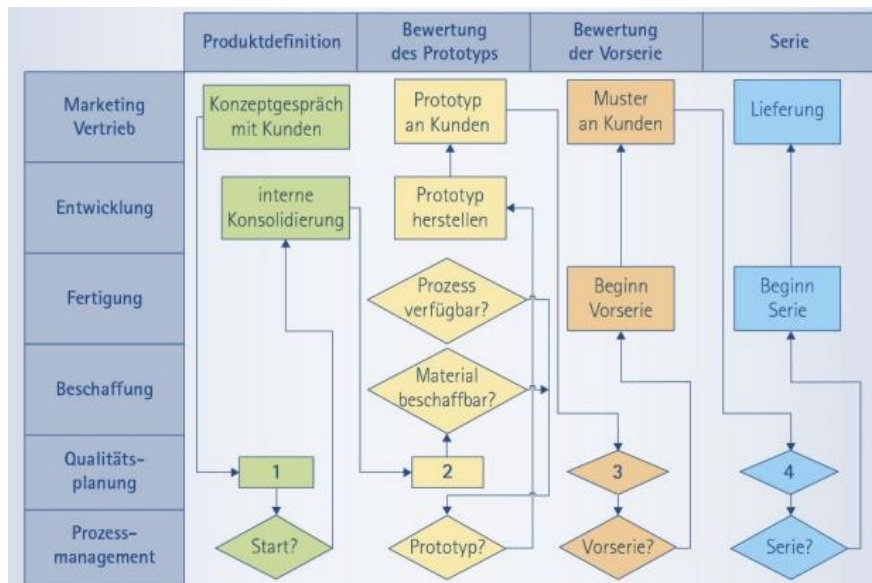 Produktdefinition
Bewertung
des Prototyps
Bewertung
der Vorserie
Serie
Marketing
Vertrieb
Konzeptgespräch
mit Kunden
Prototyp
an Kunden
Muster
an Kunden
Lieferung
Entwicklung
interne
Konsolidierung
Prototyp
herstellen
Fertigung
Prozess
verfügbar?
Beginn
Vorserie
Beginn
Serie
Beschaffung
Material
beschaffbar?
Qualitäts-
planung
1
2
3
4
Prozess-
management
Start?
Prototyp?
Vorserie?
Serie?